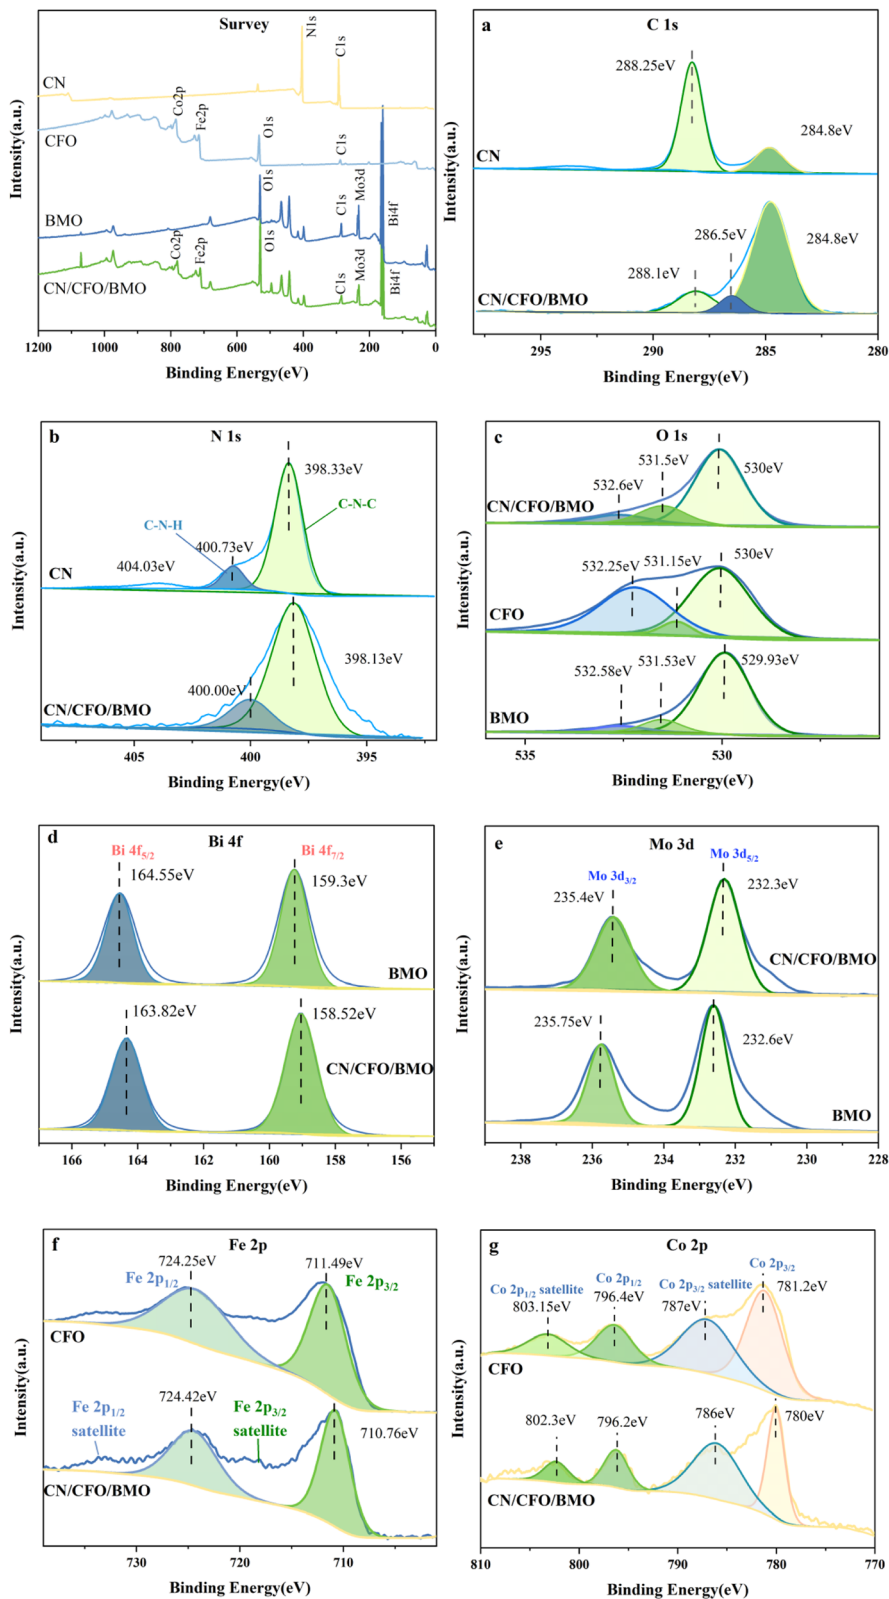 Survey
N1s
C1s
CN
Co2p
Fe2p
O1s
CFO
C1s
O1s
Mo3d
C1s
BMO
Bi4f
Co2p
Fe2p
O1s
CN/CFO/BMO
C1s
Mo3d
Bi4f
Intensity(a.u.)
1200 1000 800 600 400 200 0
Binding Energy(eV)
a
C 1s
288.25eV
284.8eV
CN
286.5eV
284.8eV
288.1eV
CN/CFO/BMO
Intensity(a.u.)
295 290 285 280
Binding Energy(eV)
b
N 1s
398.33eV
C-N-C
C-N-H
400.73eV
404.03eV
CN
398.13eV
400.00eV
CN/CFO/BMO
Intensity(a.u.)
405 400 395
Binding Energy(eV)
c
O 1s
531.5eV
530eV
532.6eV
CN/CFO/BMO
532.25eV 531.15eV 530eV
CFO
532.58eV 531.53eV 529.93eV
BMO
Intensity(a.u.)
535 530
Binding Energy(eV)
d
Bi 4f
Bi 4f5/2
Bi 4f7/2
164.55eV
159.3eV
BMO
163.82eV
158.52eV
CN/CFO/BMO
Intensity(a.u.)
166 164 162 160 158 156
Binding Energy(eV)
e
Mo 3d
Mo 3d5/2
Mo 3d3/2
235.4eV
232.3eV
CN/CFO/BMO
235.75eV
232.6eV
BMO
Intensity(a.u.)
238 236 234 232 230 228
Binding Energy(eV)
f
Fe 2p
724.25eV
711.49eV
Fe 2p1/2
Fe 2p3/2
CFO
724.42eV
Fe 2p1/2
satellite
Fe 2p3/2
satellite
710.76eV
CN/CFO/BMO
Intensity(a.u.)
730 720 710
Binding Energy(eV)
g
Co 2p
Co 2p3/2
Co 2p1/2 satellite
Co 2p1/2
Co 2p3/2 satellite
781.2eV
803.15eV
796.4eV
787eV
CFO
802.3eV
796.2eV
786eV
780eV
CN/CFO/BMO
Intensity(a.u.)
810 800 790 780 770
Binding Energy(eV)